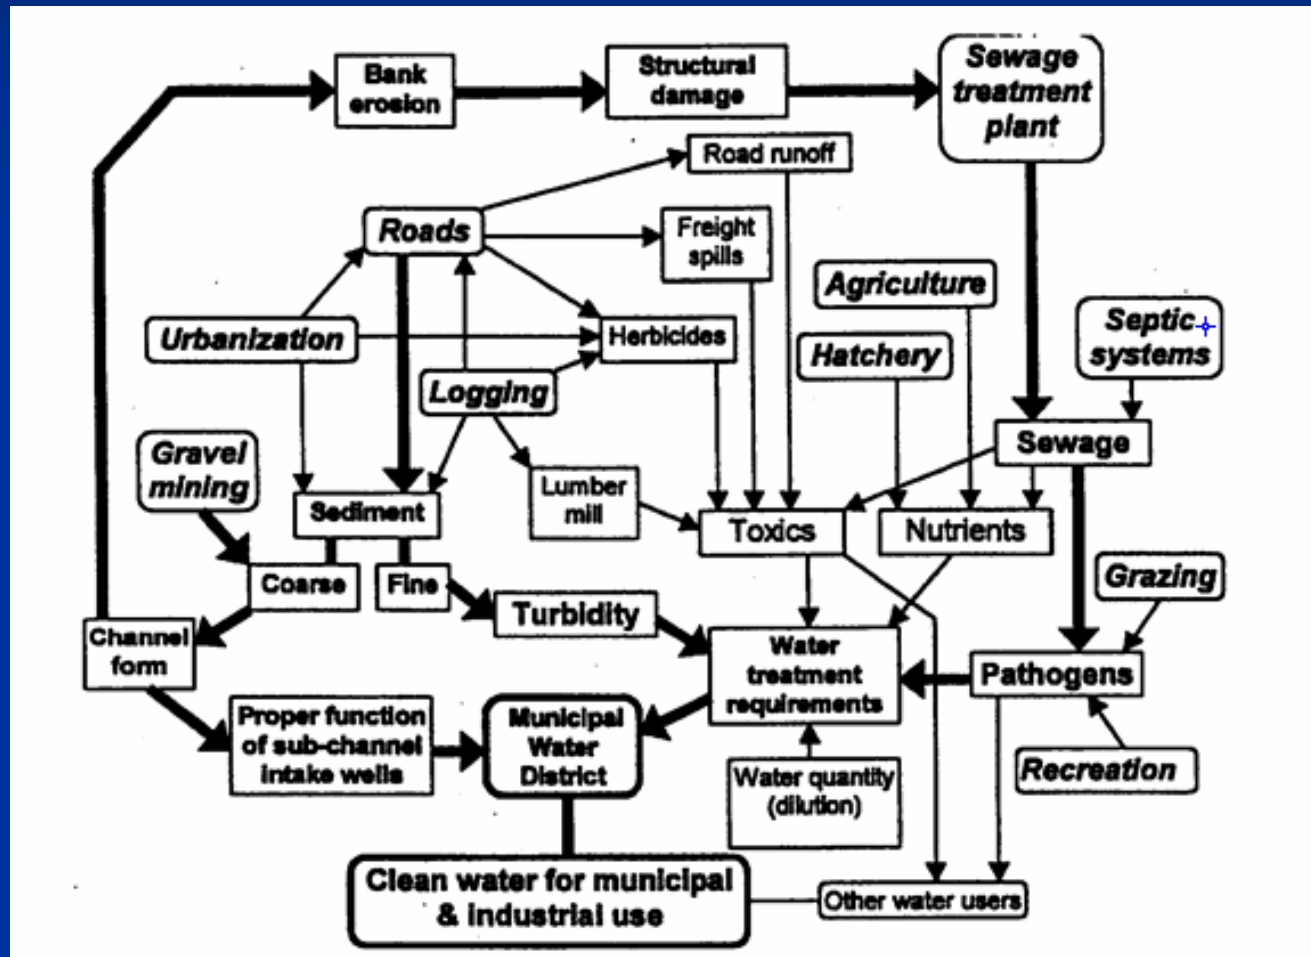 Bank
erosion
Structural
damage
Sewage
treatment
plant
Road runoff
Roads
Freight
spills
Agriculture
Septic
systems
Urbanization
Herbicides
Hatchery
Logging
Sewage
Gravel
mining
Lumber
mill
Sediment
Toxics
Nutrients
Coarse
Fine
Turbidity
Grazing
Channel
form
Water
treatment
requirements
Pathogens
Proper function
of sub-channel
intake wells
Municipal
Water
District
Water quantity
(dilution)
Recreation
Clean water for municipal
& industrial use
Other water users